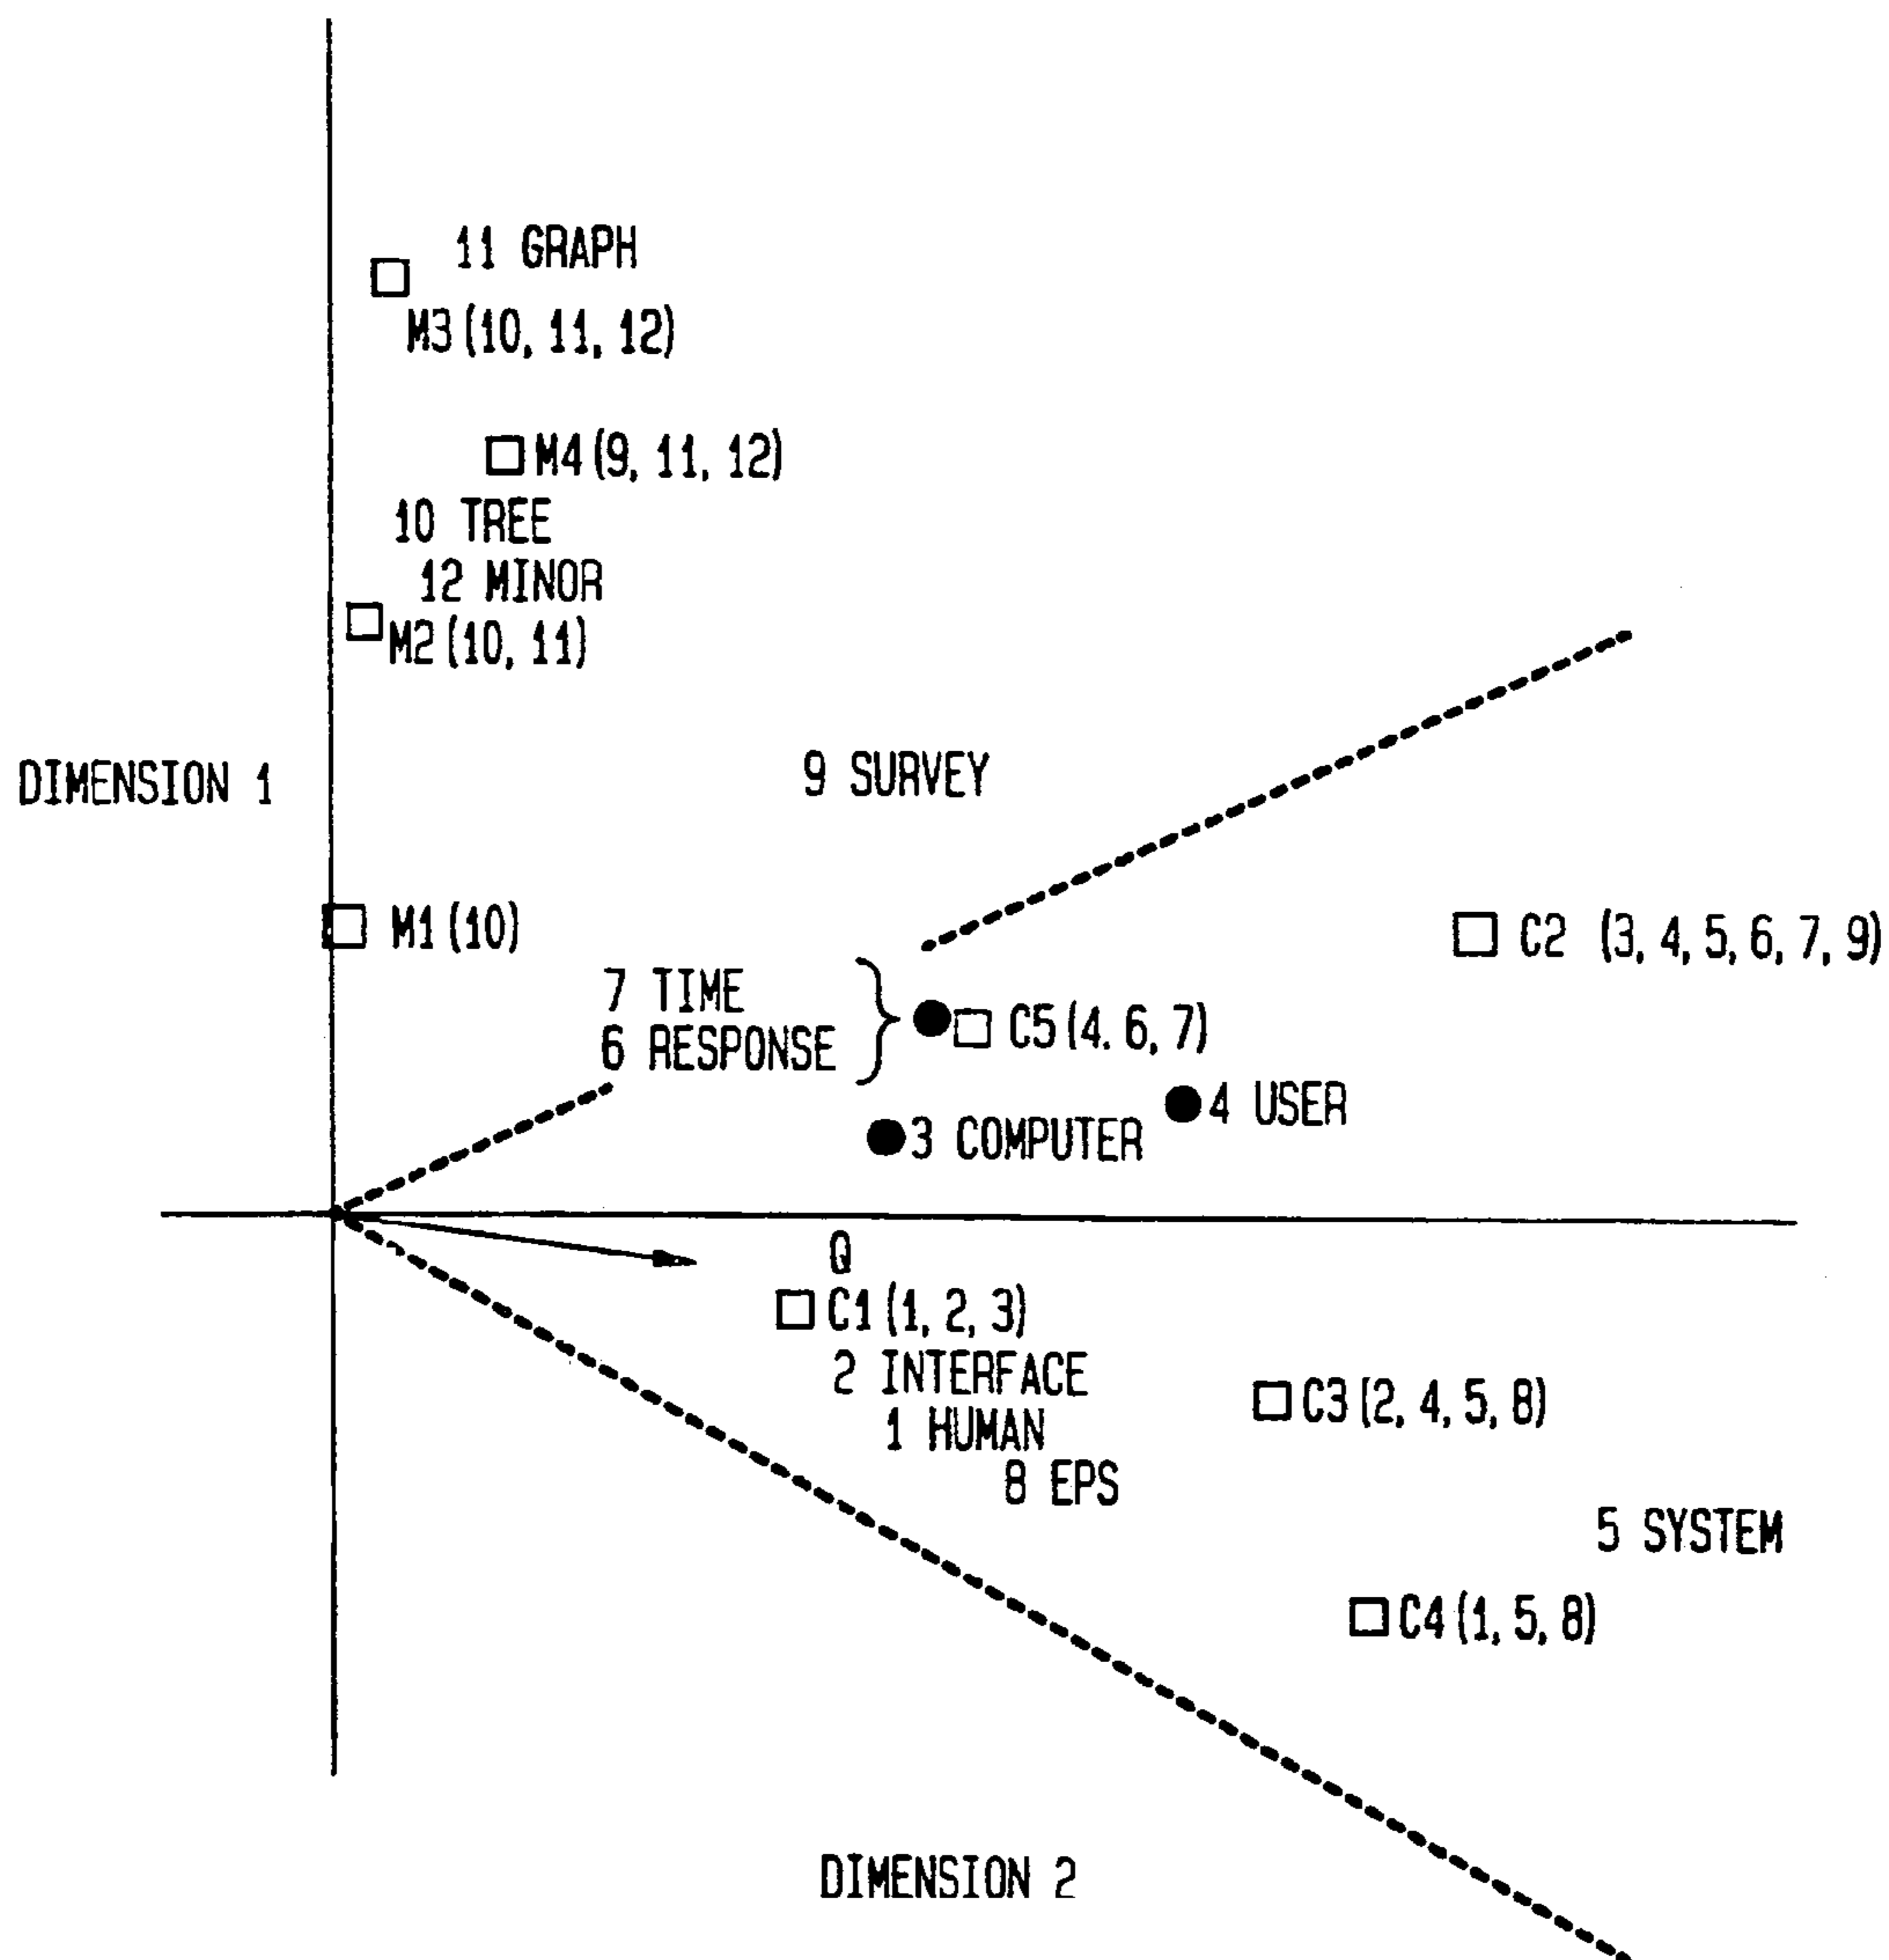 11 GRAPH
M3(10, 11, 12)
M4(9, 11, 12)
10 TREE
12 MINOR
M2(10, 11)
DIMENSION 1
9 SURVEY
M1(10)
C2 (3, 4, 5, 6, 7, 9)
7 TIME
6 RESPONSE
C5(4. 6, 7)
4 USER
3 COMPUTER
Q
C1(1, 2, 3)
2 INTERFACE
C3(2, 4, 5, 8)
1 HUMAN
8 EPS
5 SYSTEM
C4(1, 5, 8)
DIMENSION 2